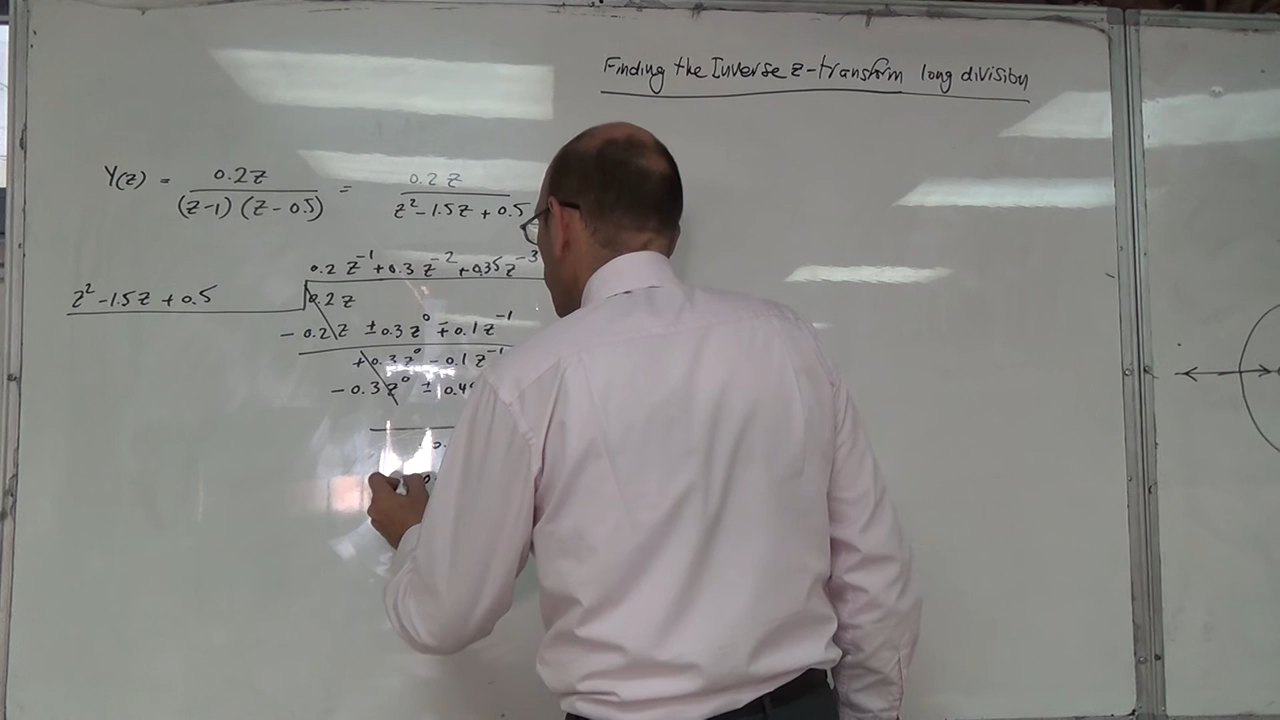 Finding the Inverse z-transform long division
Y(z) = 0.2z / (z-1)(z-0.5) = 0.2z / z² - 1.5z + 0.5
0.2 z⁻¹ + 0.3 z⁻² + 0.35 z⁻³
z² - 1.5z + 0.5
0.2 z
- 0.2 z ± 0.3 z⁰ ∓ 0.1 z⁻¹
+ 0.3 z⁰ - 0.1 z⁻¹
- 0.3 z⁰ ± 0.4